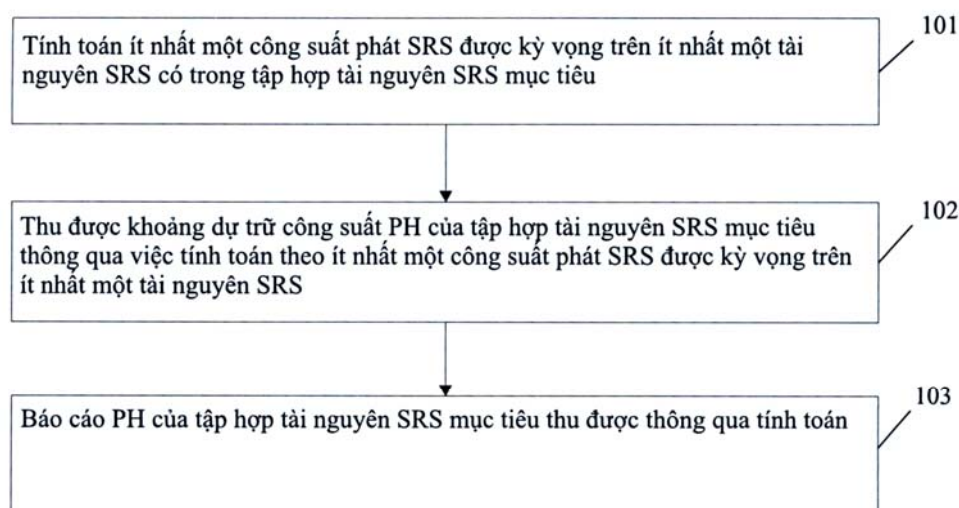 101
Tính toán ít nhất một công suất phát SRS được kỳ vọng trên ít nhất một tài
nguyên SRS có trong tập hợp tài nguyên SRS mục tiêu
102
Thu được khoảng dự trữ công suất PH của tập hợp tài nguyên SRS mục tiêu
thông qua việc tính toán theo ít nhất một công suất phát SRS được kỳ vọng trên
ít nhất một tài nguyên SRS
103
Báo cáo PH của tập hợp tài nguyên SRS mục tiêu thu được thông qua tính toán